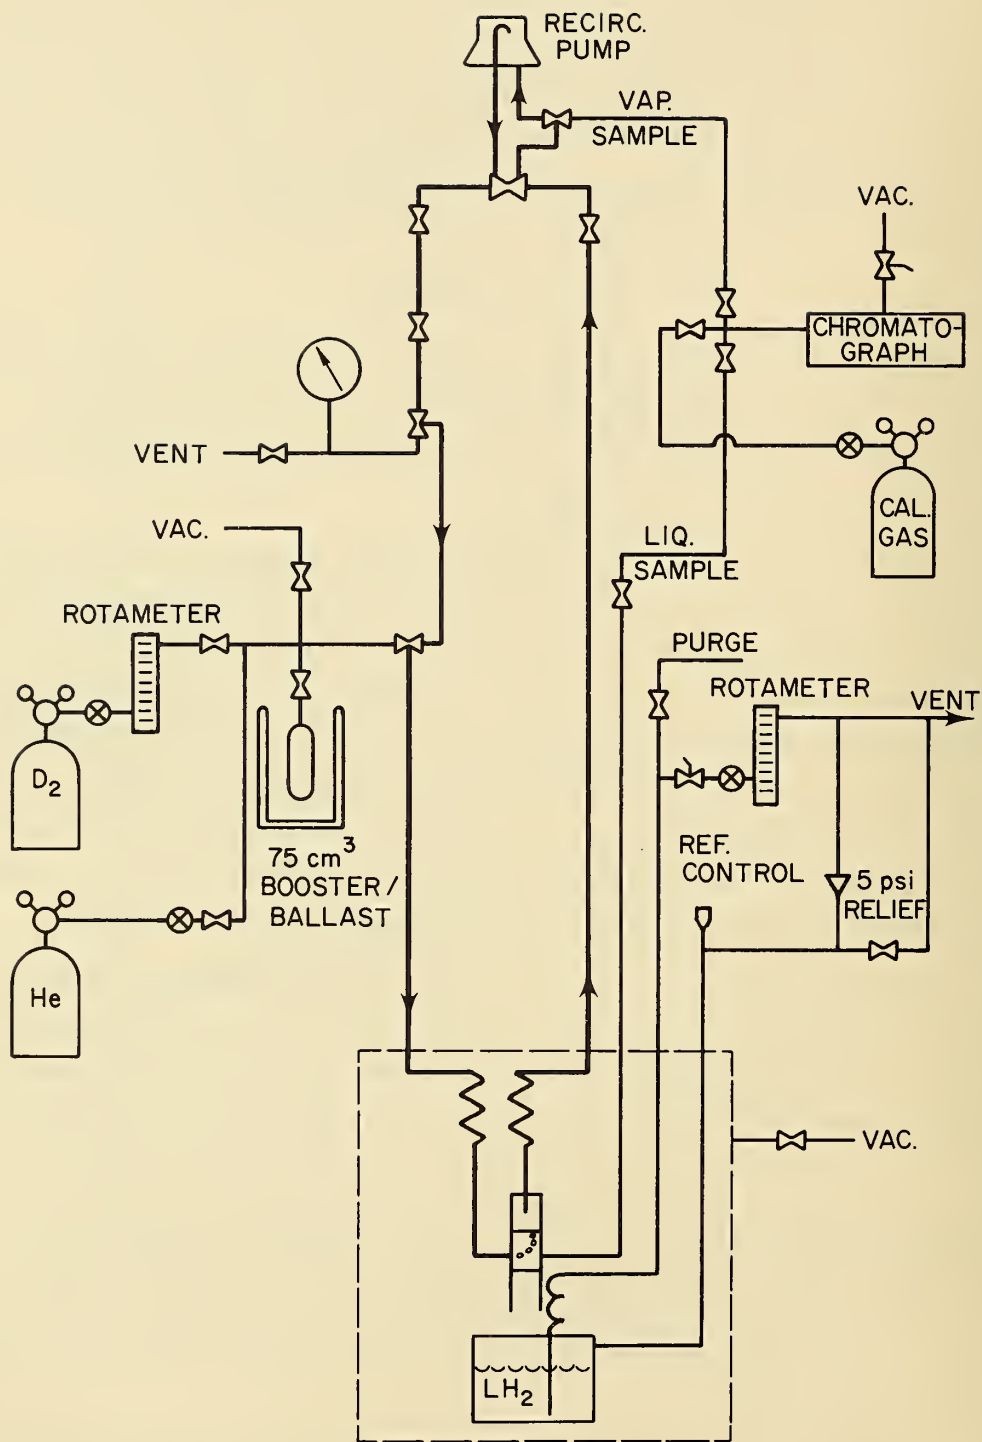 RECIRC.
PUMP
VAP.
SAMPLE
VAC.
CHROMATO-
GRAPH
VENT
CAL.
GAS
VAC.
LIQ.
SAMPLE
ROTAMETER
PURGE
ROTAMETER
VENT
D₂
75 cm³
BOOSTER/
BALLAST
REF.
CONTROL
5 psi
RELIEF
He
VAC.
LH₂